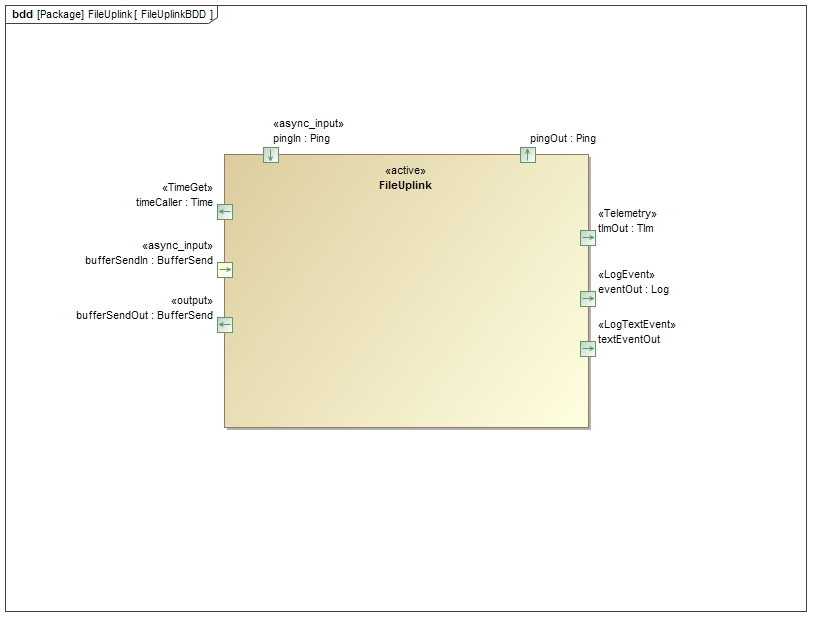 bdd [Package] FileUplink [ FileUplinkBDD ]
«async_input»
pingIn : Ping
pingOut : Ping
«active»
FileUplink
«TimeGet»
timeCaller : Time
«async_input»
bufferSendIn : BufferSend
«output»
bufferSendOut : BufferSend
«Telemetry»
tlmOut : Tlm
«LogEvent»
eventOut : Log
«LogTextEvent»
textEventOut